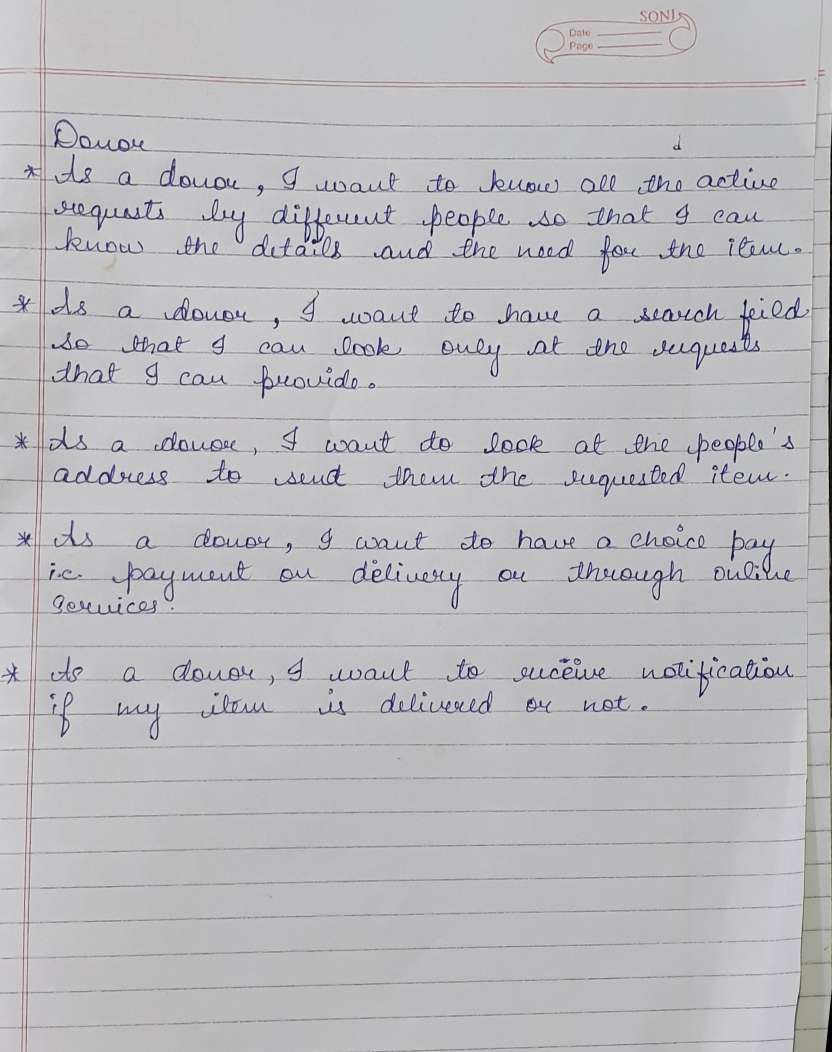 SONI
Date
Page
Donor
d
* As a donor, I want to know all the active
requests by different people so that I can
know the details and the need for the item.
* As a donor, I want to have a search feild
so that I can look only at the requests
that I can provide.
* As a donor, I want to look at the people's
address to send them the requested item.
* As a donor, I want to have a choice pay
i.e. payment on delivery or through online
services.
* As a donor, I want to receive notification
if my item is delivered or not.